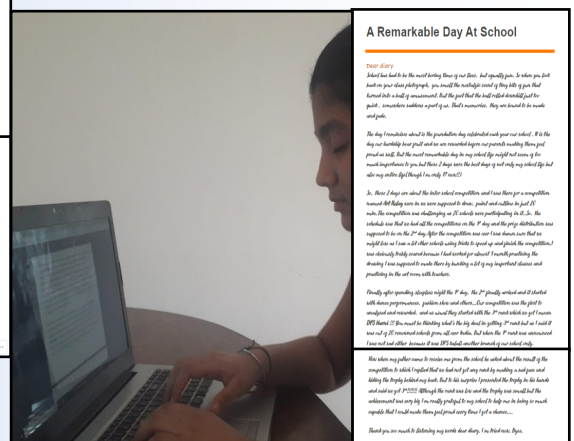 A Remarkable Day At School
Dear diary
School has had to be the most boring time of our lives, but equally fun. So when you look
back on your class photograph, you smell the nostalgic scent of tiny bits of fun that
turned into a ball of amusement. But the part that the ball rolled downhill just too
quick, somewhere saddens a part of us. That's memories, they are bound to be made
and fade.
The day I reminisce about is the foundation day celebrated each year our school. It is the
day our hardship bear fruit and we are rewarded before our parents making them feel
proud as well. But the most remarkable day in my school life might not seem of too
much importance to you but these 2 days were the best days of not only my school life but
also my entire life(though I'm only 17 now!!)
So, these 2 days are about the inter school competition and I was there for a competition
named Art Relay were in we were supposed to draw, paint and outline in just 20
min. The competition was challenging as 20 schools were participating in it. So, the
schedule was that we had all the competitions on the 1st day and the prize distribution was
supposed to be on the 2nd day. After the competition was over I was damn sure that we
might lose as I saw a lot other schools using tricks to speed up and finish the competition.I
was obviously freshly scared because I had worked for almost 1 month practicing the
drawing I was supposed to make there by bunking a lot of my important classes and
practicing in the art room with teachers.
Finally after spending sleepless night the 1st day, the 2nd finally arrived and it started
with dance performances, fashion show and others...Our competition was the first to
analysed and rewarded, and as usual they started with the 3rd rank which we got I mean
DPS
You must be thinking what's the big deal in getting 3rd rank but as I said it
was out of 20 renowned schools from all over India. But when the 1st rank was announced
I was not sad either because it was DPS
another branch of our school only.
Now when my father came to receive me from the school he asked about the result of the
competition to which I replied that we had not got any rank by making a sad face and
hiding the trophy behind my back. But to his surprise I presented the trophy in his hands
and said we got 3rd
Although the rank was low and the trophy was small but the
achievement was very big. I'm really grateful to my school to help me in being so much
capable that I could make them feel proud every time I get a chance....
Thank you so much to listening my words dear diary. I'm tired now. Byee.